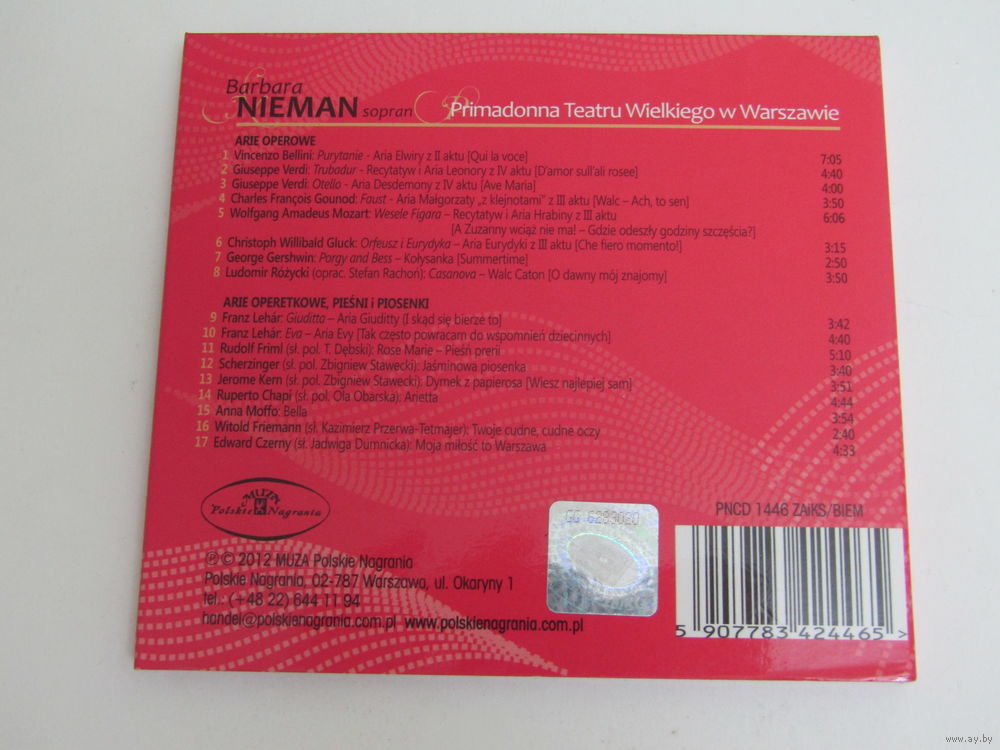 Barbara
NIEMAN sopran Primadonna Teatru Wielkiego w Warszawie
ARIE OPEROWE
1 Vincenzo Bellini: Purytanie - Aria Elwiry z II aktu [Qui la voce] 7:05
2 Giuseppe Verdi: Trubadur - Recytatyw i Aria Leonory z IV aktu [D'amor sull'ali rosee] 4:40
3 Giuseppe Verdi: Otello - Aria Desdemony z IV aktu [Ave Maria] 4:00
4 Charles François Gounod: Faust - Aria Małgorzaty „z klejnotami" z III aktu [Walc – Ach, to sen] 3:50
5 Wolfgang Amadeus Mozart: Wesele Figara – Recytatyw i Aria Hrabiny z III aktu 6:06
[A Zuzanny wciąż nie ma! – Gdzie odeszły godziny szczęścia?]
6 Christoph Willibald Gluck: Orfeusz i Eurydyka – Aria Eurydyki z III aktu [Che fiero momento!] 3:15
7 George Gershwin: Porgy and Bess – Kołysanka [Summertime] 2:50
8 Ludomir Różycki (oprac. Stefan Rachoń): Casanova – Walc Caton [O dawny mój znajomy] 3:50
ARIE OPERETKOWE, PIEŚNI i PIOSENKI
9 Franz Lehár: Giuditta – Aria Giuditty (I skąd się bierze to] 3:42
10 Franz Lehár: Eva – Aria Evy [Tak często powracam do wspomnień dziecinnych] 4:40
11 Rudolf Friml (sł. pol. T. Dębski): Rose Marie – Pieśń prerii 5:10
12 Scherzinger (sł. pol. Zbigniew Stawecki): Jaśminowa piosenka 3:40
13 Jerome Kern (sł. pol. Zbigniew Stawecki): Dymek z papierosa [Wiesz najlepiej sam] 3:51
14 Ruperto Chapi (sł. pol. Ola Obarska): Arietta 4:44
15 Anna Moffo: Bella 3:54
16 Witold Friemann (sł. Kazimierz Przerwa-Tetmajer): Twoje cudne, cudne oczy 2:40
17 Edward Czerny (sł. Jadwiga Dumnicka): Moja miłość to Warszawa 4:33
MUZA
Polskie Nagrania
GG 6283020
PNCD 1446 ZAiKS/BIEM
℗ © 2012 MUZA Polskie Nagrania
Polskie Nagrania, 02-787 Warszawa, ul. Okaryny 1
tel.: (+48 22) 644 11 94
handel@polskienagrania.com.pl www.polskienagrania.com.pl
5 907783 424465 >
www.ay.by